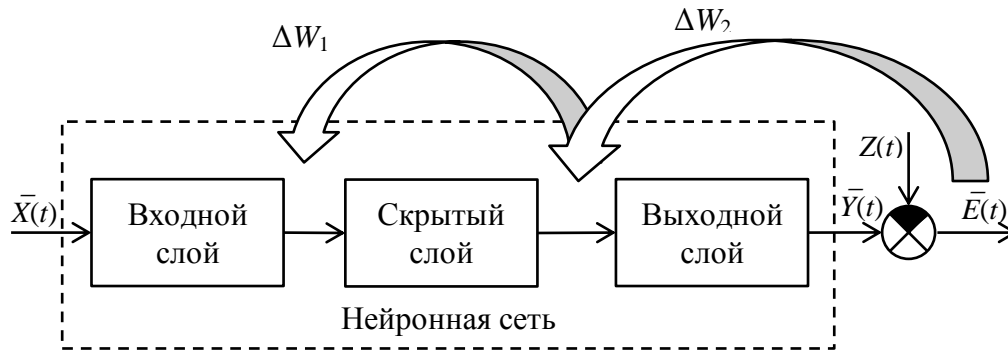 ΔW₁
ΔW₂
Z(t)
X̄(t)
Входной
слой
Скрытый
слой
Выходной
слой
Ȳ(t)
Ē(t)
Нейронная сеть